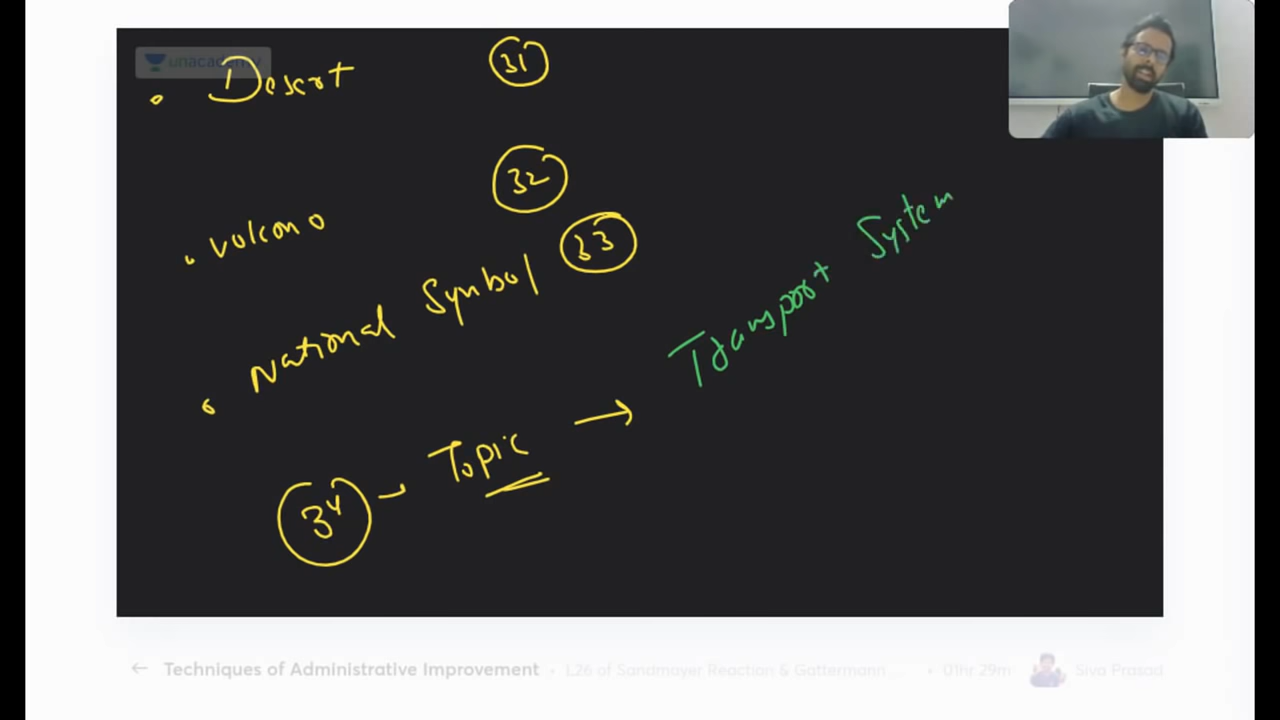 unacademy
Desert 31
Volcano 32
National Symbol 33
34 - Topic → Transport System
← Techniques of Administrative Improvement • L26 of Sandmayer Reaction & Gattermann ... • 01hr 29m Siva Prasad